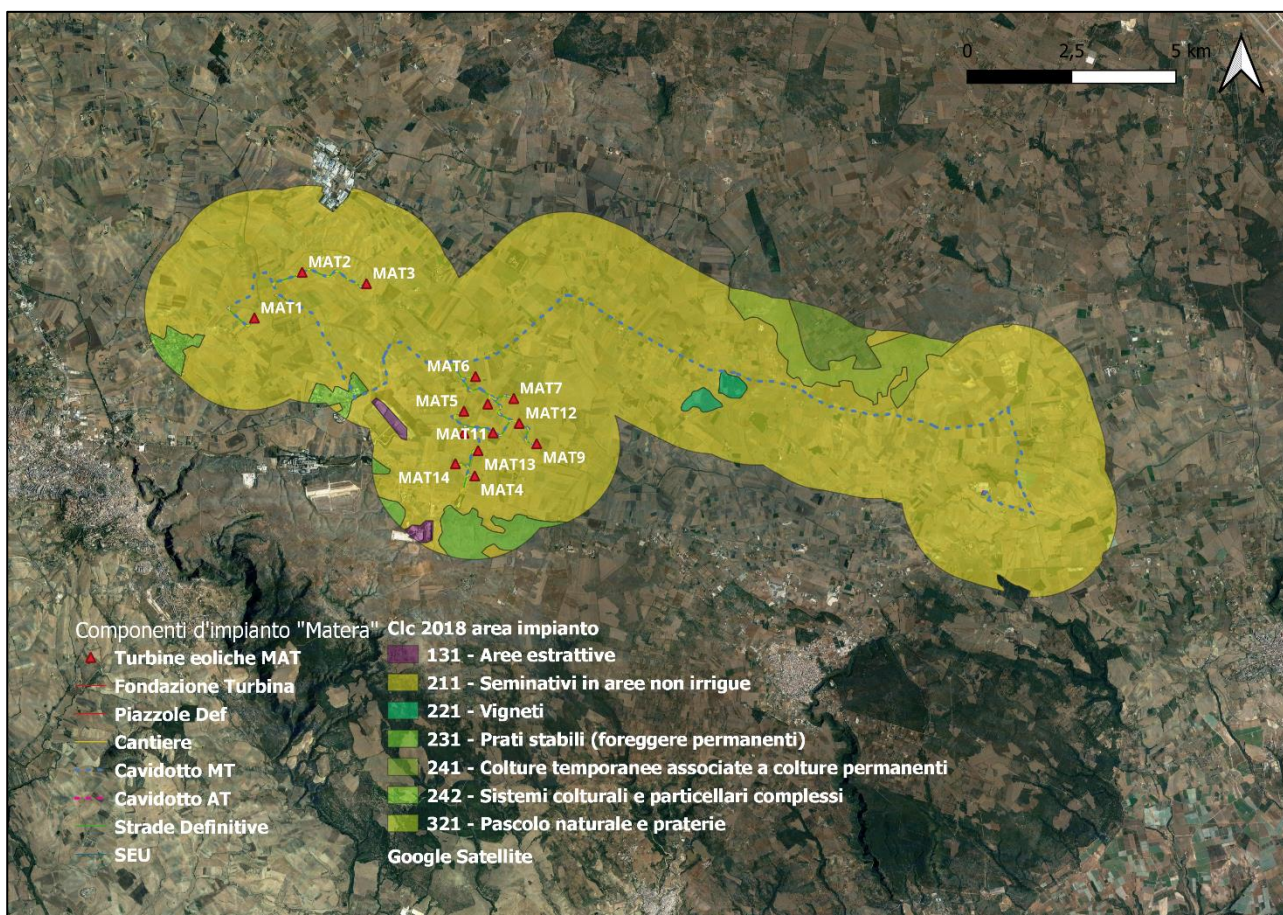 0 2,5 5 km
MAT2
MAT3
MAT1
MAT6
MAT7
MAT5
MAT12
MAT11
MAT9
MAT13
MAT14
MAT4
Componenti d'impianto "Matera"
Turbine eoliche MAT
Fondazione Turbina
Piazzole Def
Cantiere
Cavidotto MT
Cavidotto AT
Strade Definitive
SEU
Clc 2018 area impianto
131 - Aree estrattive
211 - Seminativi in aree non irrigue
221 - Vigneti
231 - Prati stabili (foreggere permanenti)
241 - Colture temporanee associate a colture permanenti
242 - Sistemi colturali e particellari complessi
321 - Pascolo naturale e praterie
Google Satellite